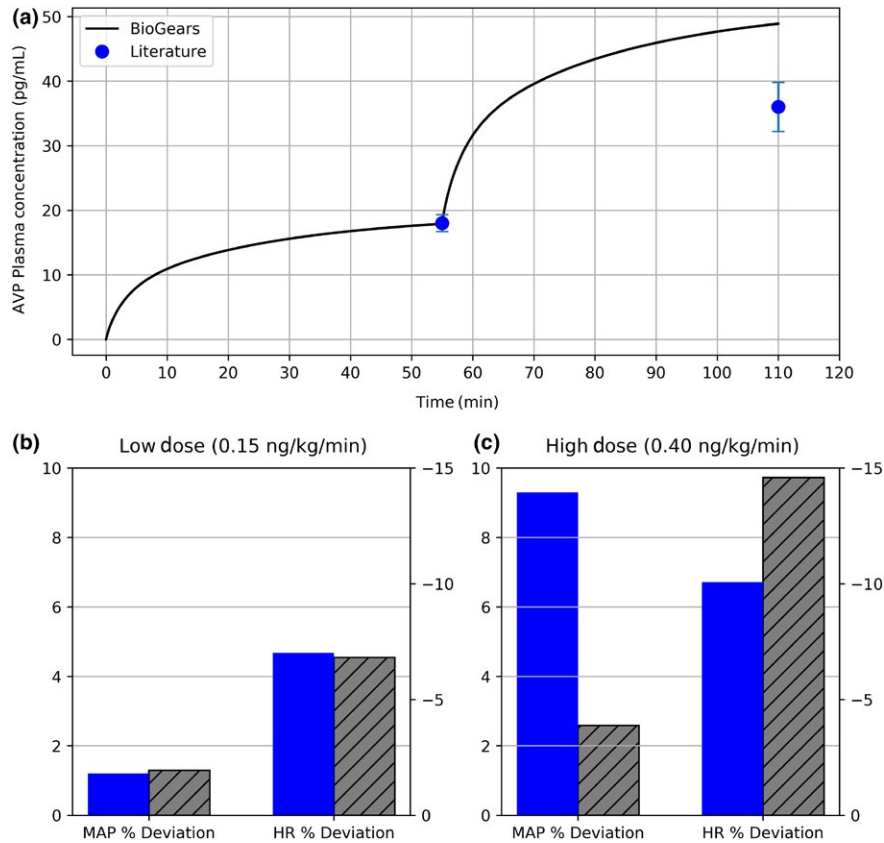 (a)
50
40
30
20
10
0
AVP Plasma concentration (pg/mL)
BioGears
Literature
0 10 20 30 40 50 60 70 80 90 100 110 120
Time (min)
(b)
Low dose (0.15 ng/kg/min)
10
8
6
4
2
0
−15
−10
−5
0
MAP % Deviation HR % Deviation
(c)
High dose (0.40 ng/kg/min)
10
8
6
4
2
0
−15
−10
−5
0
MAP % Deviation HR % Deviation